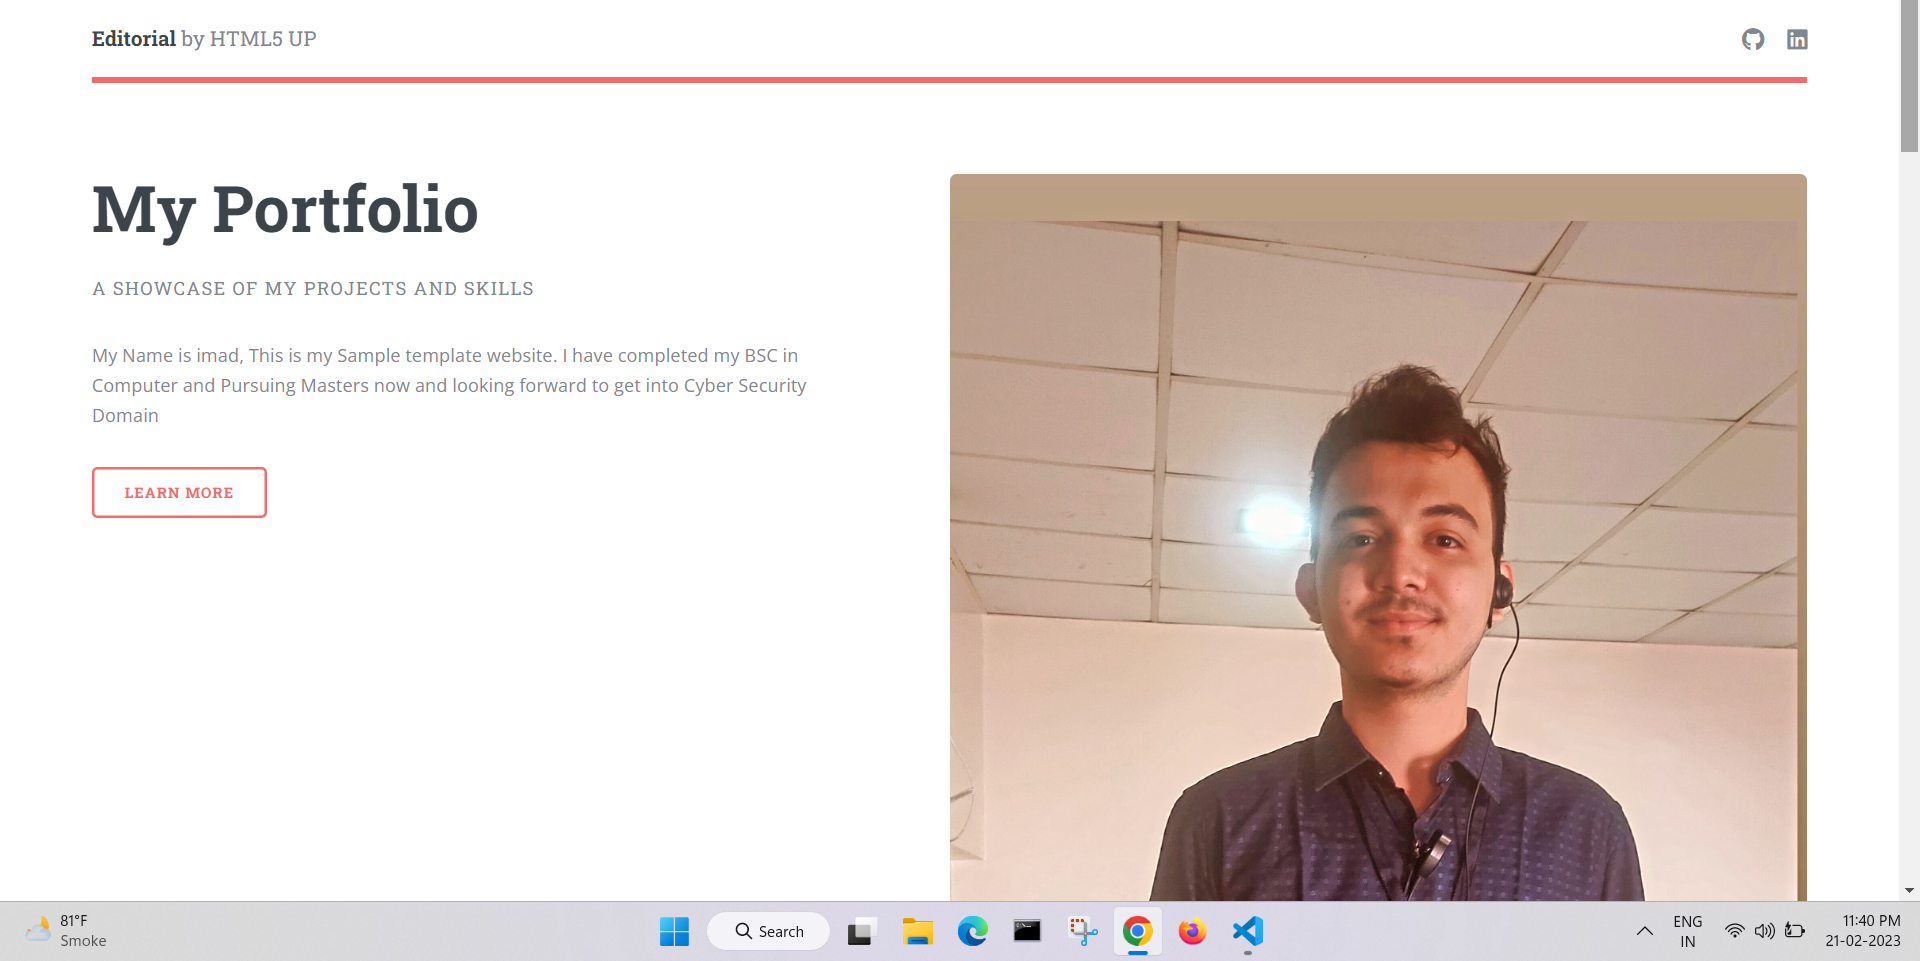 Editorial by HTML5 UP
My Portfolio
A SHOWCASE OF MY PROJECTS AND SKILLS
My Name is imad, This is my Sample template website. I have completed my BSC in
Computer and Pursuing Masters now and looking forward to get into Cyber Security
Domain
LEARN MORE
81°F
Smoke
Search
ENG
IN
11:40 PM
21-02-2023